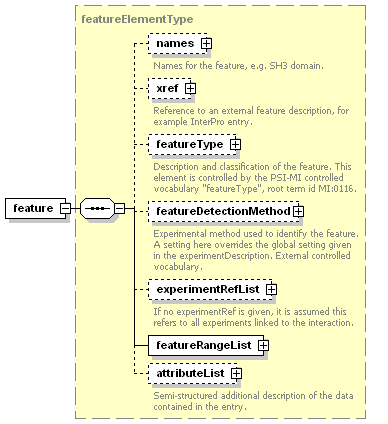 featureElementType
names
Names for the feature, e.g. SH3 domain.
xref
Reference to an external feature description, for
example InterPro entry.
featureType
Description and classification of the feature. This
element is controlled by the PSI-MI controlled
vocabulary "featureType", root term id MI:0116.
feature
featureDetectionMethod
Experimental method used to identify the feature.
A setting here overrides the global setting given
in the experimentDescription. External controlled
vocabulary.
experimentRefList
If no experimentRef is given, it is assumed this
refers to all experiments linked to the interaction.
featureRangeList
attributeList
Semi-structured additional description of the data
contained in the entry.